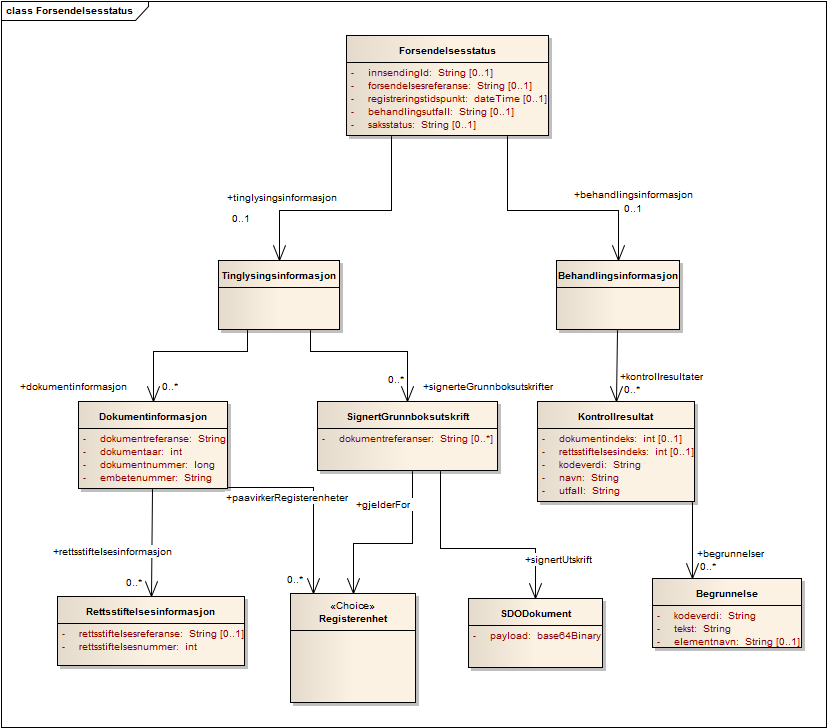 class Forsendelsesstatus
Forsendelsesstatus
- innsendingId: String [0..1]
- forsendelsesreferanse: String [0..1]
- registreringstidspunkt: dateTime [0..1]
- behandlingsutfall: String [0..1]
- saksstatus: String [0..1]
+tinglysingsinformasjon
0..1
+behandlingsinformasjon
0..1
Tinglysingsinformasjon
Behandlingsinformasjon
+dokumentinformasjon
0..*
0..*
+signerteGrunnboksutskrifter
+kontrollresultater
0..*
Dokumentinformasjon
- dokumentreferanse: String
- dokumentaar: int
- dokumentnummer: long
- embetenummer: String
SignertGrunnboksutskrift
- dokumentreferanser: String [0..*]
Kontrollresultat
- dokumentindeks: int [0..1]
- rettsstiftelsesindeks: int [0..1]
- kodeverdi: String
- navn: String
- utfall: String
+paavirkerRegisterenheter
0..*
+gjelderFor
+rettsstiftelsesinformasjon
0..*
+signertUtskrift
+begrunnelser
0..*
Rettsstiftelsesinformasjon
- rettsstiftelsesreferanse: String [0..1]
- rettsstiftelsesnummer: int
«Choice»
Registerenhet
SDODokument
- payload: base64Binary
Begrunnelse
- kodeverdi: String
- tekst: String
- elementnavn: String [0..1]